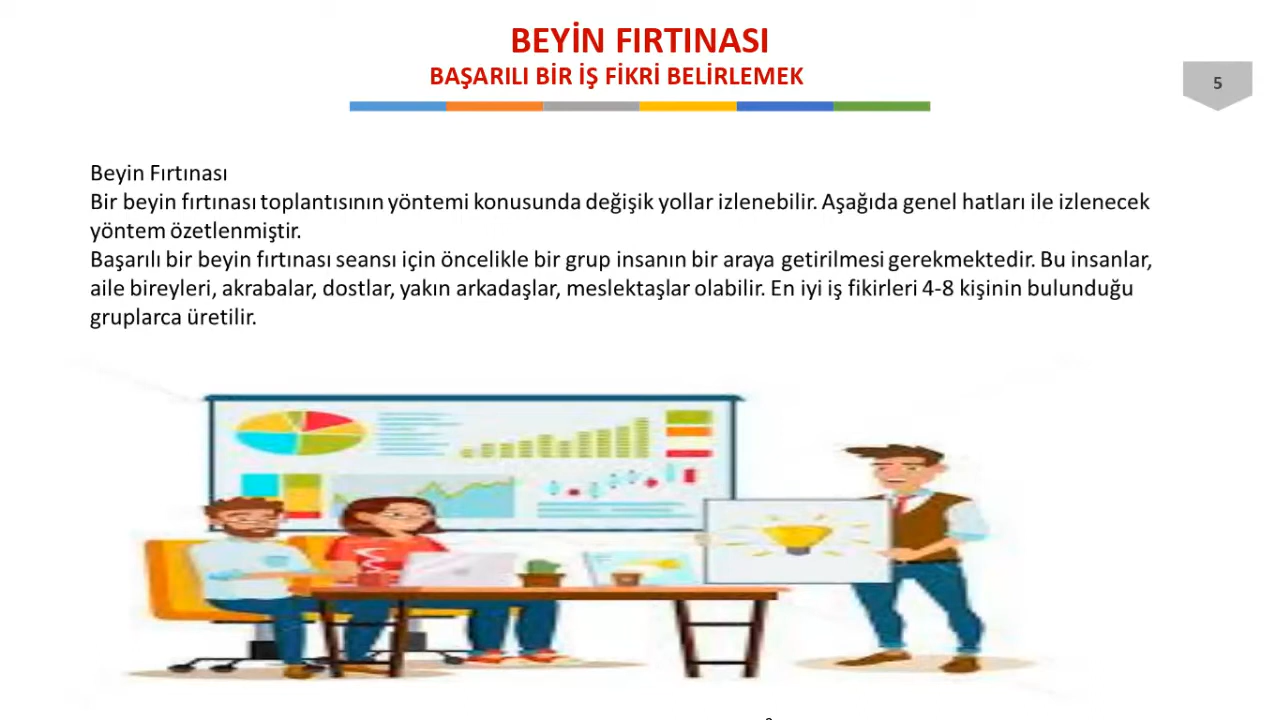 BEYİN FIRTINASI
BAŞARILI BİR İŞ FİKRİ BELİRLEMEK
5
Beyin Fırtınası
Bir beyin fırtınası toplantısının yöntemi konusunda değişik yollar izlenebilir. Aşağıda genel hatları ile izlenecek
yöntem özetlenmiştir.
Başarılı bir beyin fırtınası seansı için öncelikle bir grup insanın bir araya getirilmesi gerekmektedir. Bu insanlar,
aile bireyleri, akrabalar, dostlar, yakın arkadaşlar, meslektaşlar olabilir. En iyi iş fikirleri 4-8 kişinin bulunduğu
gruplarca üretilir.